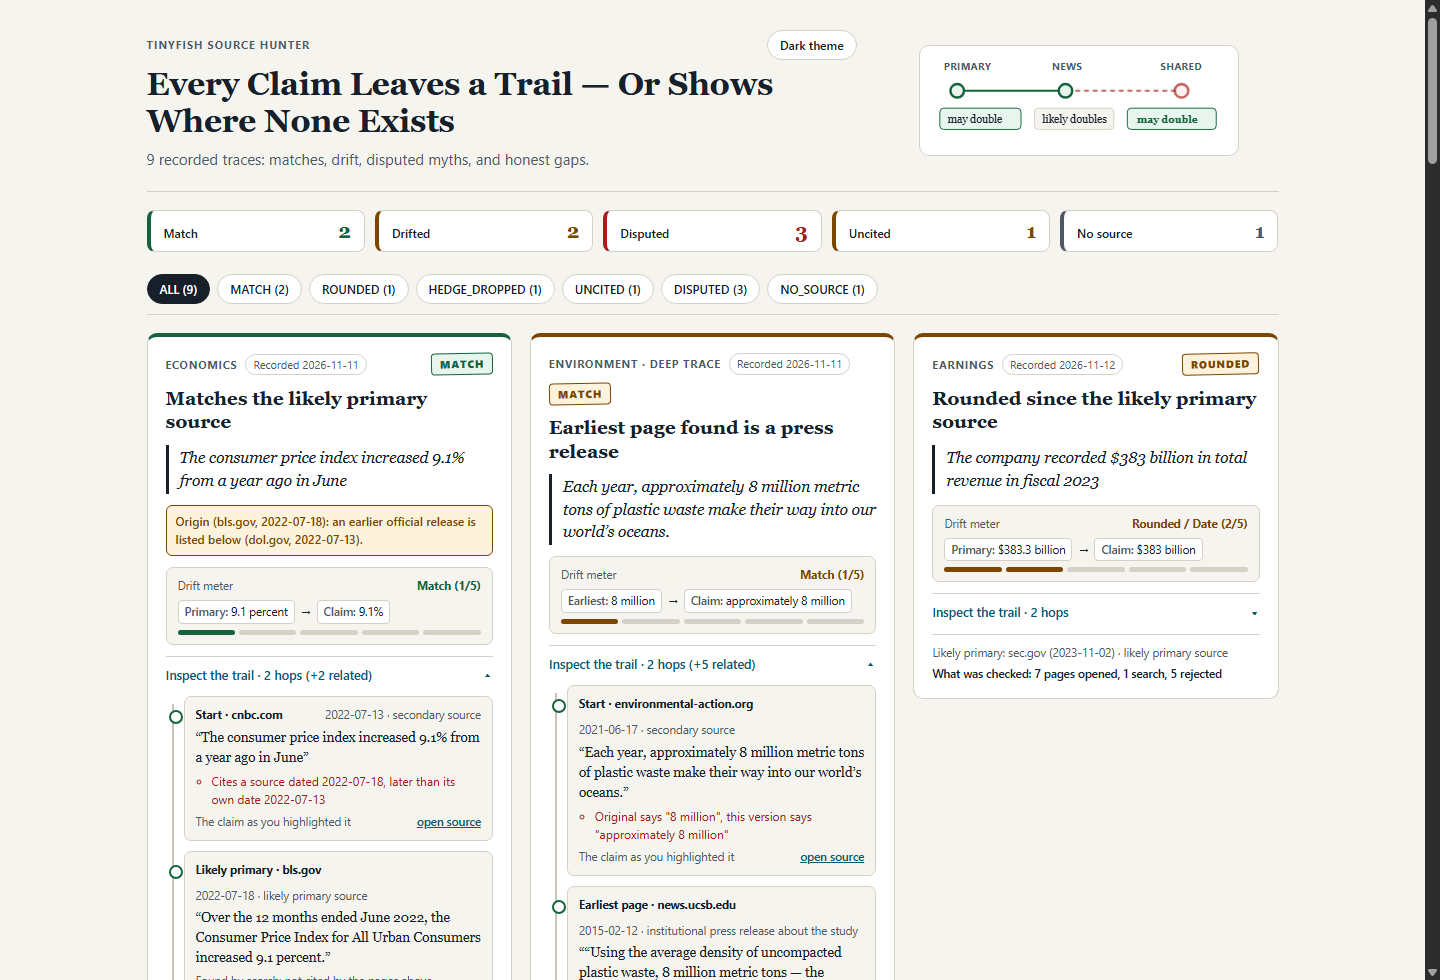 TINYFISH SOURCE HUNTER
Dark theme
Every Claim Leaves a Trail — Or Shows
Where None Exists
9 recorded traces: matches, drift, disputed myths, and honest gaps.
PRIMARY NEWS SHARED
may double likely doubles may double
Match 2
Drifted 2
Disputed 3
Uncited 1
No source 1
ALL (9) MATCH (2) ROUNDED (1) HEDGE_DROPPED (1) UNCITED (1) DISPUTED (3) NO_SOURCE (1)
ECONOMICS Recorded 2026-11-11 MATCH
Matches the likely primary
source
The consumer price index increased 9.1%
from a year ago in June
Origin (bls.gov, 2022-07-18): an earlier official release is
listed below (dol.gov, 2022-07-13).
Drift meter Match (1/5)
Primary: 9.1 percent → Claim: 9.1%
Inspect the trail · 2 hops (+2 related)
Start · cnbc.com 2022-07-13 · secondary source
“The consumer price index increased 9.1% from
a year ago in June”
Cites a source dated 2022-07-18, later than its
own date 2022-07-13
The claim as you highlighted it open source
Likely primary · bls.gov
2022-07-18 · likely primary source
“Over the 12 months ended June 2022, the
Consumer Price Index for All Urban Consumers
increased 9.1 percent.”
ENVIRONMENT · DEEP TRACE Recorded 2026-11-11
MATCH
Earliest page found is a press
release
Each year, approximately 8 million metric
tons of plastic waste make their way into our
world’s oceans.
Drift meter Match (1/5)
Earliest: 8 million → Claim: approximately 8 million
Inspect the trail · 2 hops (+5 related)
Start · environmental-action.org
2021-06-17 · secondary source
“Each year, approximately 8 million metric tons
of plastic waste make their way into our world’s
oceans.”
Original says "8 million", this version says
"approximately 8 million"
The claim as you highlighted it open source
Earliest page · news.ucsb.edu
2015-02-12 · institutional press release about the study
““Using the average density of uncompacted
plastic waste, 8 million metric tons — the
EARNINGS Recorded 2026-11-12 ROUNDED
Rounded since the likely primary
source
The company recorded $383 billion in total
revenue in fiscal 2023
Drift meter Rounded / Date (2/5)
Primary: $383.3 billion → Claim: $383 billion
Inspect the trail · 2 hops
Likely primary: sec.gov (2023-11-02) · likely primary source
What was checked: 7 pages opened, 1 search, 5 rejected